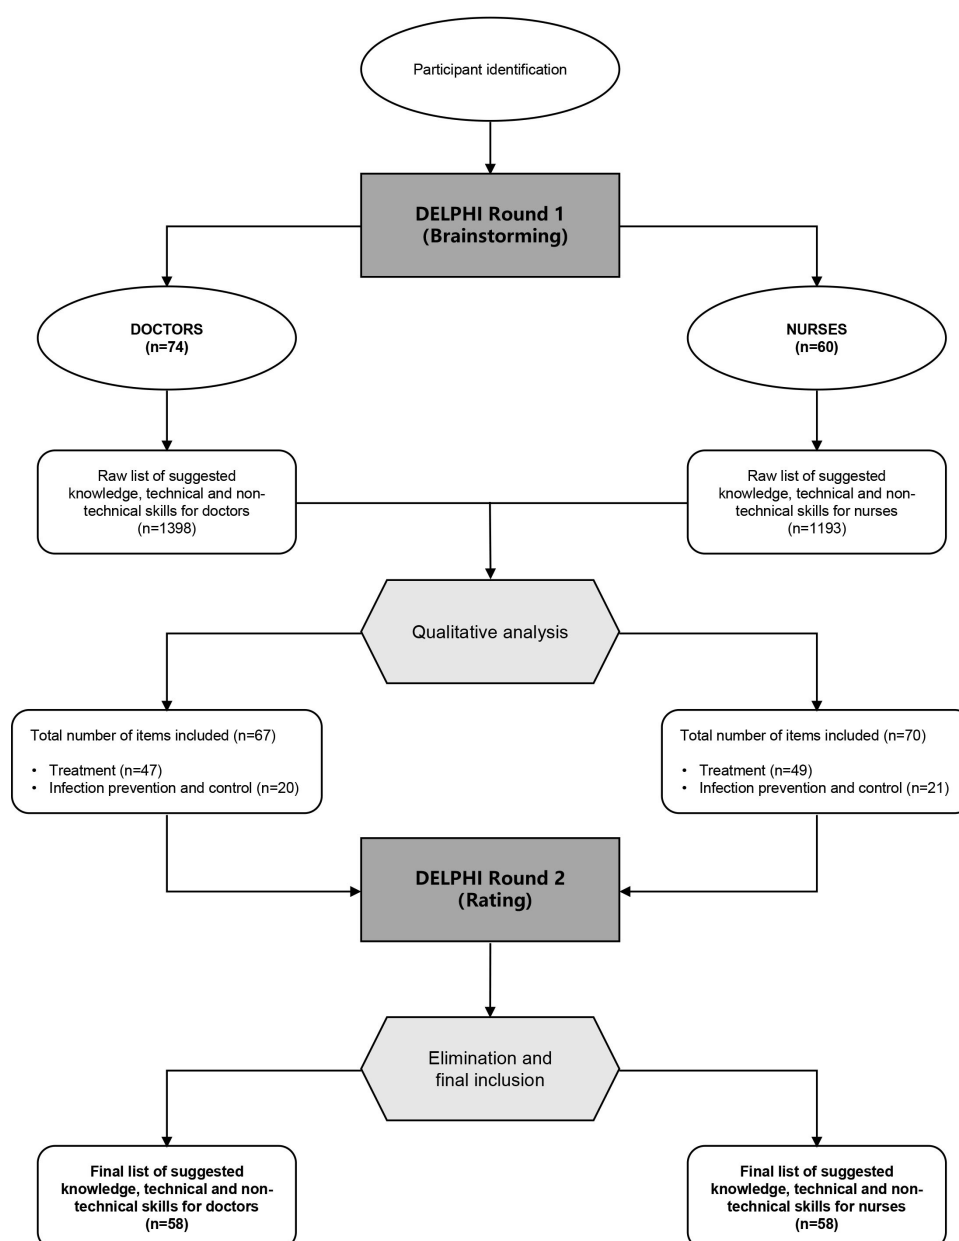 Participant identification
DELPHI Round 1
(Brainstorming)
DOCTORS
(n=74)
NURSES
(n=60)
Raw list of suggested
knowledge, technical and non-
technical skills for doctors
(n=1398)
Raw list of suggested
knowledge, technical and non-
technical skills for nurses
(n=1193)
Qualitative analysis
Total number of items included (n=67)
• Treatment (n=47)
• Infection prevention and control (n=20)
Total number of items included (n=70)
• Treatment (n=49)
• Infection prevention and control (n=21)
DELPHI Round 2
(Rating)
Elimination and
final inclusion
Final list of suggested
knowledge, technical and non-
technical skills for doctors
(n=58)
Final list of suggested
knowledge, technical and non-
technical skills for nurses
(n=58)